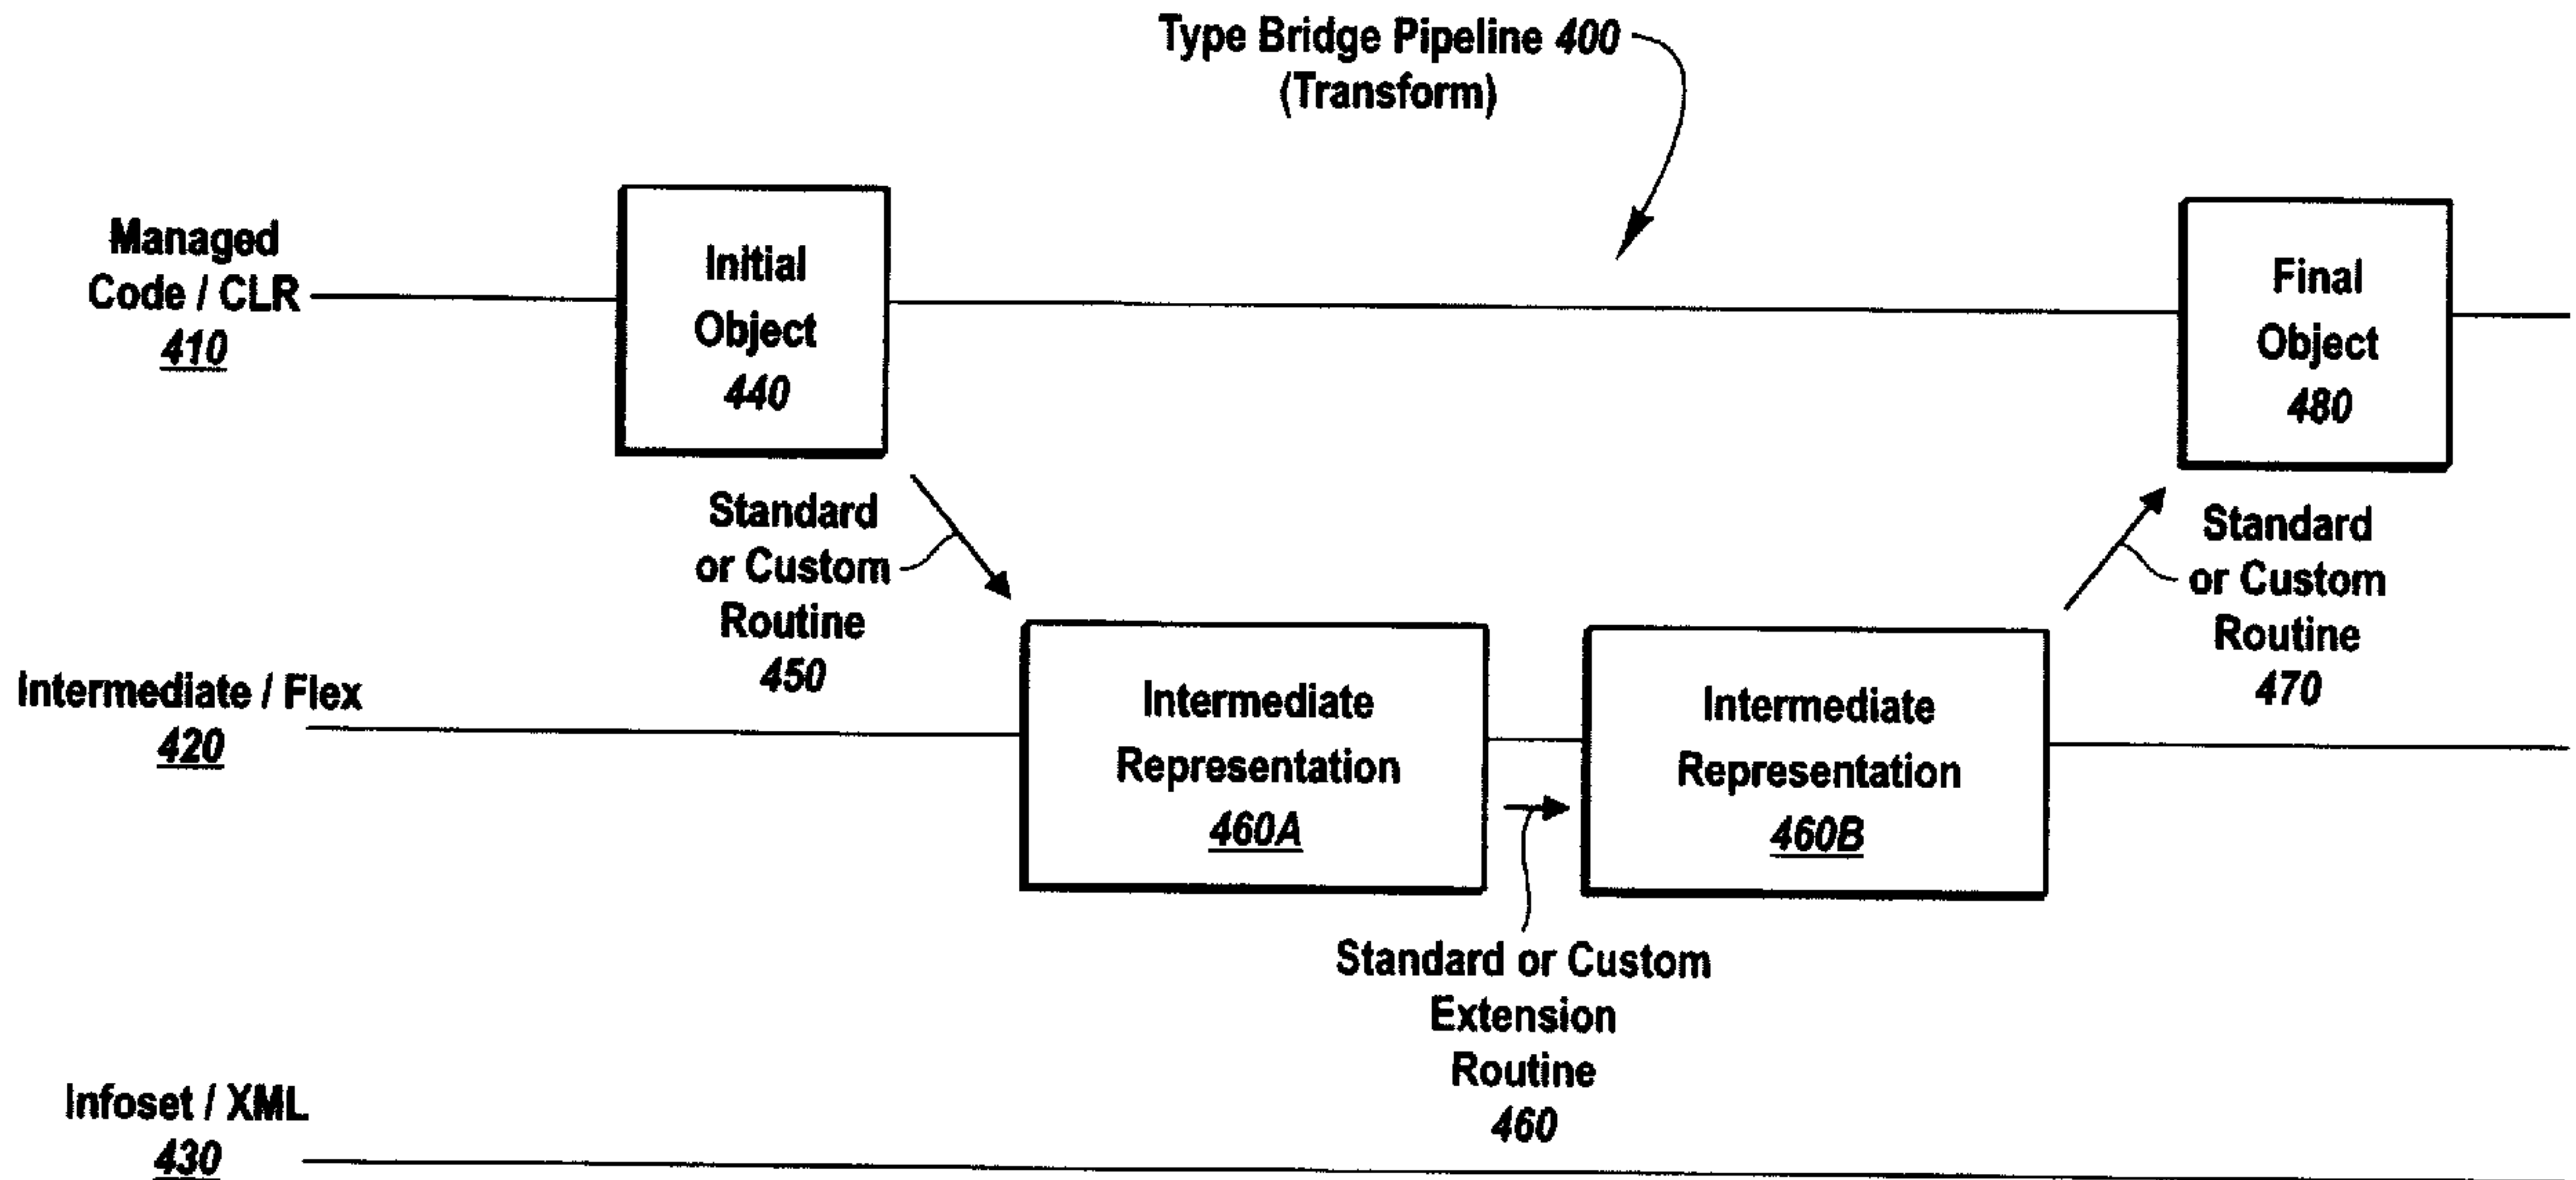 Type Bridge Pipeline 400
(Transform)
Managed
Code / CLR
410
Initial
Object
440
Final
Object
480
Standard
or Custom
Routine
450
Standard
or Custom
Routine
470
Intermediate / Flex
420
Intermediate
Representation
460A
Intermediate
Representation
460B
Standard or Custom
Extension
Routine
460
Infoset / XML
430